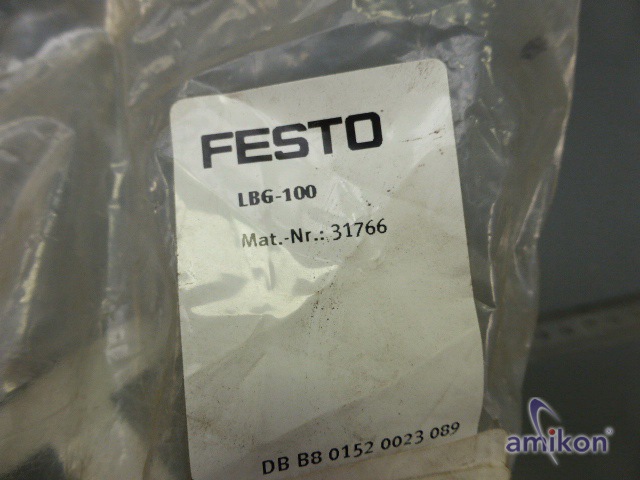 FESTO
LBG-100
Mat.-Nr.: 31766
DB B8 0152 0023 089
amikon